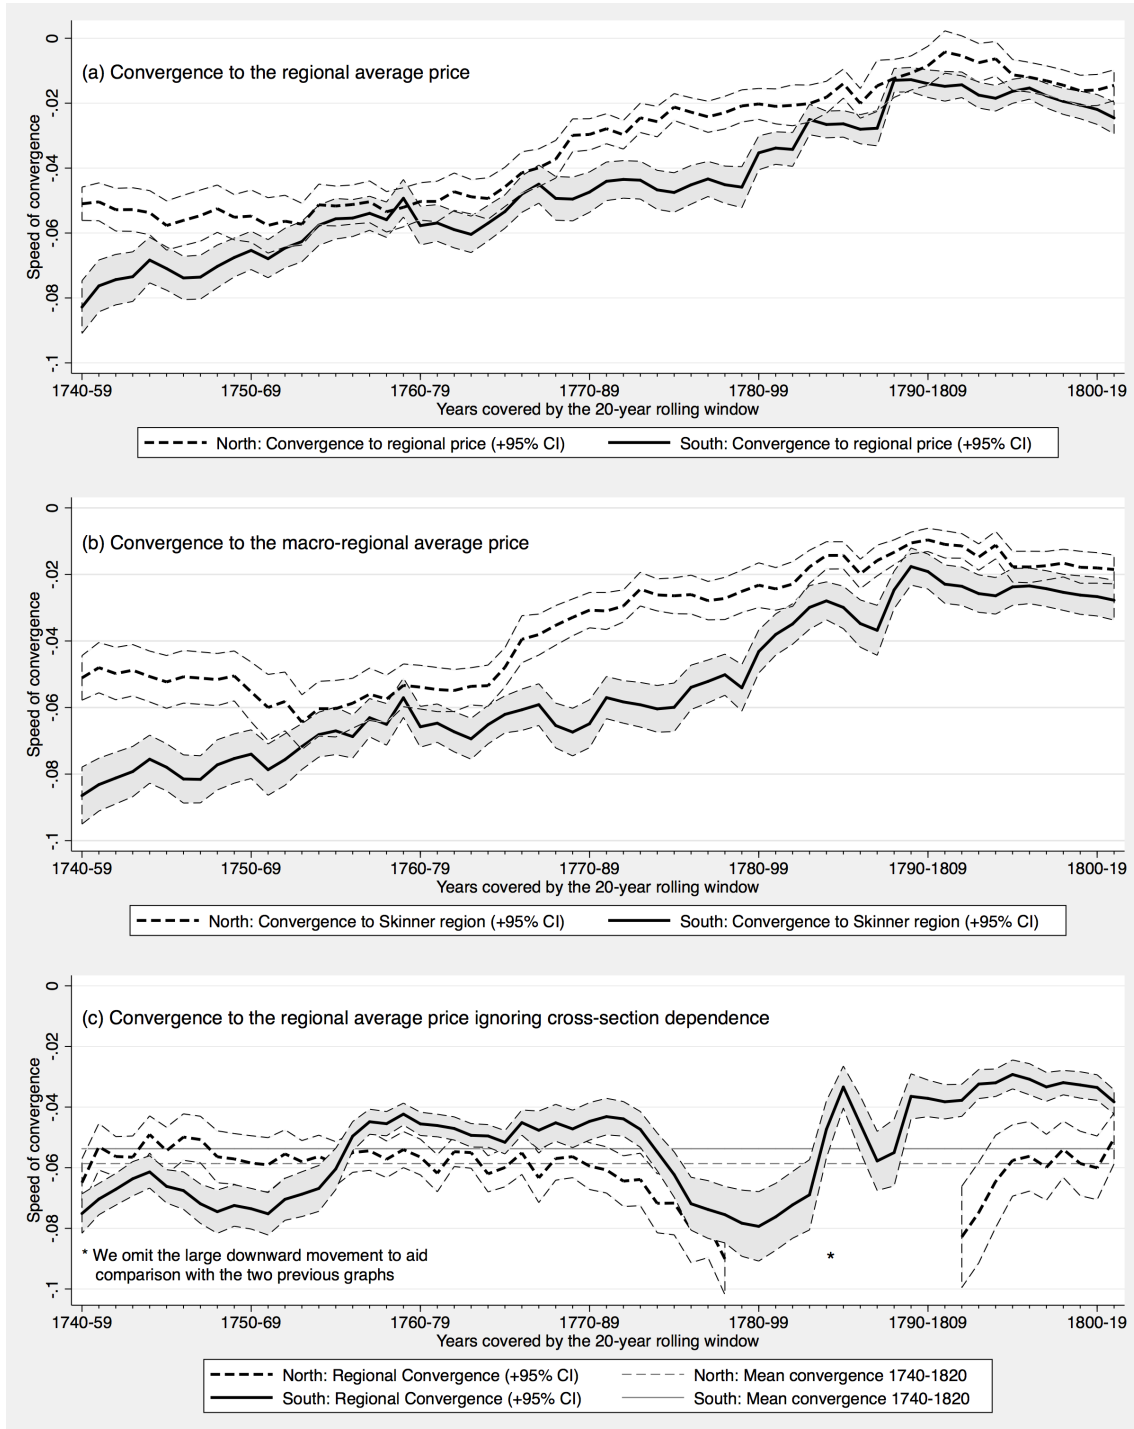 (a) Convergence to the regional average price
Speed of convergence
0
-.02
-.04
-.06
-.08
-.1
1740-59 1750-69 1760-79 1770-89 1780-99 1790-1809 1800-19
Years covered by the 20-year rolling window
North: Convergence to regional price (+95% CI) South: Convergence to regional price (+95% CI)
(b) Convergence to the macro-regional average price
Speed of convergence
0
-.02
-.04
-.06
-.08
-.1
1740-59 1750-69 1760-79 1770-89 1780-99 1790-1809 1800-19
Years covered by the 20-year rolling window
North: Convergence to Skinner region (+95% CI) South: Convergence to Skinner region (+95% CI)
(c) Convergence to the regional average price ignoring cross-section dependence
Speed of convergence
0
-.02
-.04
-.06
-.08
-.1
* We omit the large downward movement to aid
comparison with the two previous graphs
*
1740-59 1750-69 1760-79 1770-89 1780-99 1790-1809 1800-19
Years covered by the 20-year rolling window
North: Regional Convergence (+95% CI) North: Mean convergence 1740-1820
South: Regional Convergence (+95% CI) South: Mean convergence 1740-1820